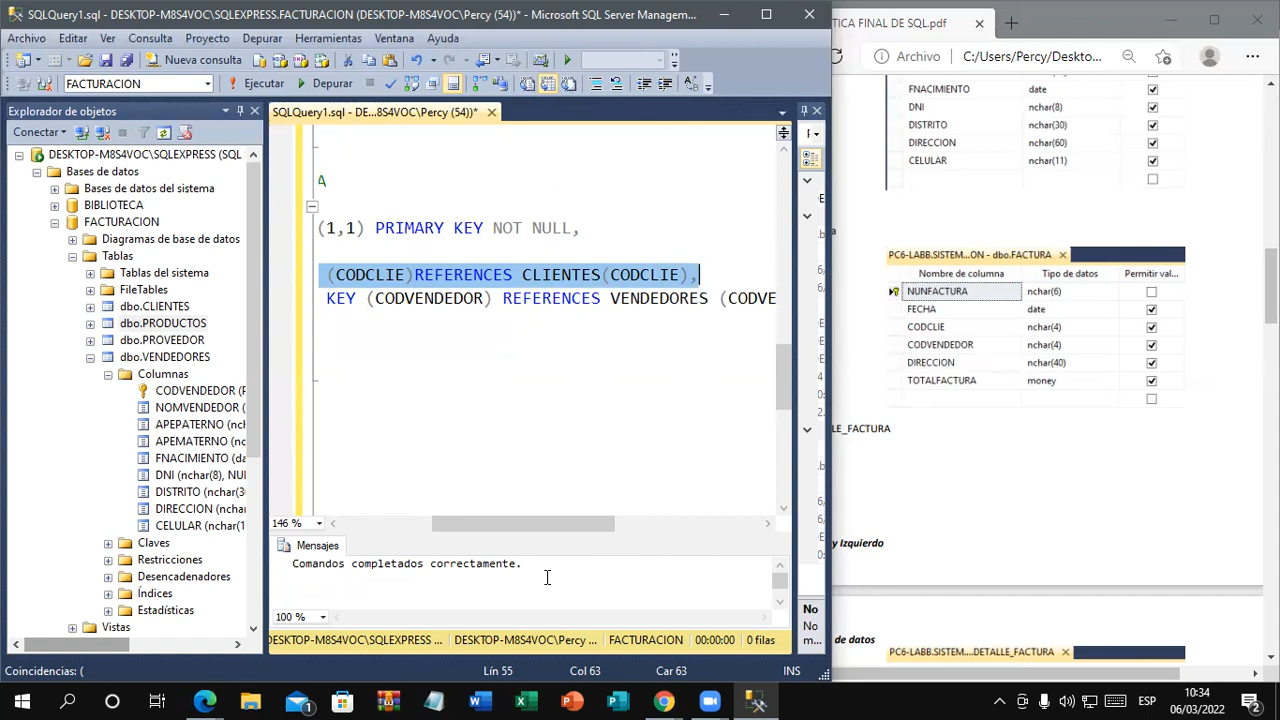 SQLQuery1.sql - DESKTOP-M8S4VOC\SQLEXPRESS.FACTURACION (DESKTOP-M8S4VOC\Percy (54))* - Microsoft SQL Server Managem...
Archivo Editar Ver Consulta Proyecto Depurar Herramientas Ventana Ayuda
Nueva consulta
FACTURACION
Ejecutar
Depurar
Explorador de objetos
Conectar
DESKTOP-M8S4VOC\SQLEXPRESS (SQL
Bases de datos
Bases de datos del sistema
BIBLIOTECA
FACTURACION
Diagramas de base de datos
Tablas
Tablas del sistema
FileTables
dbo.CLIENTES
dbo.PRODUCTOS
dbo.PROVEEDOR
dbo.VENDEDORES
Columnas
CODVENDEDOR (P
NOMVENDEDOR (
APEPATERNO (nch
APEMATERNO (nc
FNACIMIENTO (da
DNI (nchar(8), NU
DISTRITO (nchar(3
DIRECCION (nchar
CELULAR (nchar(1
Claves
Restricciones
Desencadenadores
Índices
Estadísticas
Vistas
SQLQuery1.sql - DE...8S4VOC\Percy (54))*
A
(1,1) PRIMARY KEY NOT NULL,
(CODCLIE)REFERENCES CLIENTES(CODCLIE),
KEY (CODVENDEDOR) REFERENCES VENDEDORES (CODVE
146 %
Mensajes
Comandos completados correctamente.
100 %
DESKTOP-M8S4VOC\SQLEXPRESS ... DESKTOP-M8S4VOC\Percy ... FACTURACION 00:00:00 0 filas
Coincidencias: ( Lín 55 Col 63 Car 63 INS
No
No
m...
TICA FINAL DE SQL.pdf
Archivo C:/Users/Percy/Deskto...
FNACIMIENTO date
DNI nchar(8)
DISTRITO nchar(30)
DIRECCION nchar(60)
CELULAR nchar(11)
PC6-LABB.SISTEM...ON - dbo.FACTURA
Nombre de columna Tipo de datos Permitir val...
NUNFACTURA nchar(6)
FECHA date
CODCLIE nchar(4)
CODVENDEDOR nchar(4)
DIRECCION nchar(40)
TOTALFACTURA money
LE_FACTURA
y Izquierdo
de datos
PC6-LABB.SISTEM....DETALLE_FACTURA
ESP
10:34
06/03/2022
2